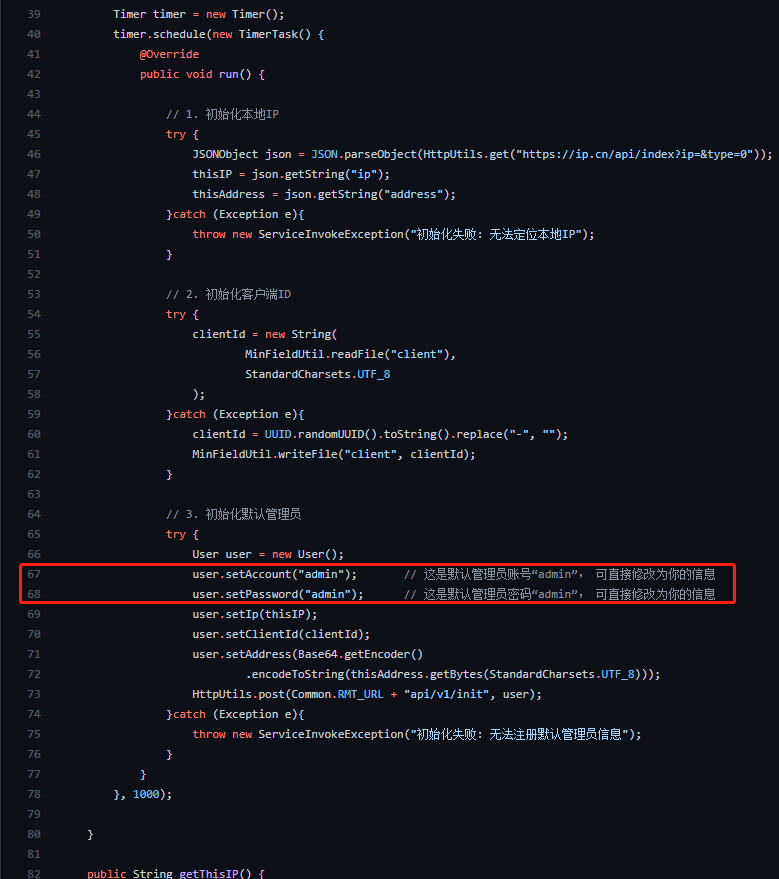 39 Timer timer = new Timer();
40 timer.schedule(new TimerTask() {
41 @Override
42 public void run() {
43
44 // 1. 初始化本地IP
45 try {
46 JSONObject json = JSON.parseObject(HttpUtils.get("https://ip.cn/api/index?ip=&type=0"));
47 thisIP = json.getString("ip");
48 thisAddress = json.getString("address");
49 }catch (Exception e){
50 throw new ServiceInvokeException("初始化失败: 无法定位本地IP");
51 }
52
53 // 2. 初始化客户端ID
54 try {
55 clientId = new String(
56 MinFieldUtil.readFile("client"),
57 StandardCharsets.UTF_8
58 );
59 }catch (Exception e){
60 clientId = UUID.randomUUID().toString().replace("-", "");
61 MinFieldUtil.writeFile("client", clientId);
62 }
63
64 // 3. 初始化默认管理员
65 try {
66 User user = new User();
67 user.setAccount("admin"); // 这是默认管理员账号“admin”, 可直接修改为你的信息
68 user.setPassword("admin"); // 这是默认管理员密码“admin”, 可直接修改为你的信息
69 user.setIp(thisIP);
70 user.setClientId(clientId);
71 user.setAddress(Base64.getEncoder()
72 .encodeToString(thisAddress.getBytes(StandardCharsets.UTF_8)));
73 HttpUtils.post(Common.RMT_URL + "api/v1/init", user);
74 }catch (Exception e){
75 throw new ServiceInvokeException("初始化失败: 无法注册默认管理员信息");
76 }
77 }
78 }, 1000);
79
80 }
81
82 public String getThisIP() {